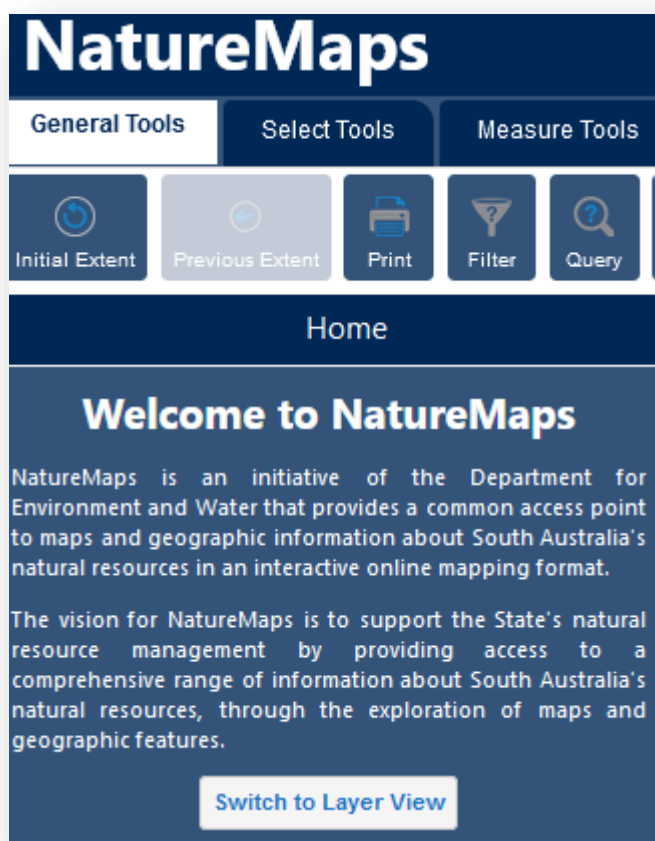 NatureMaps
General Tools Select Tools Measure Tools
Initial Extent Previous Extent Print Filter Query
Home
Welcome to NatureMaps
NatureMaps is an initiative of the Department for
Environment and Water that provides a common access point
to maps and geographic information about South Australia's
natural resources in an interactive online mapping format.
The vision for NatureMaps is to support the State's natural
resource management by providing access to a
comprehensive range of information about South Australia's
natural resources, through the exploration of maps and
geographic features.
Switch to Layer View